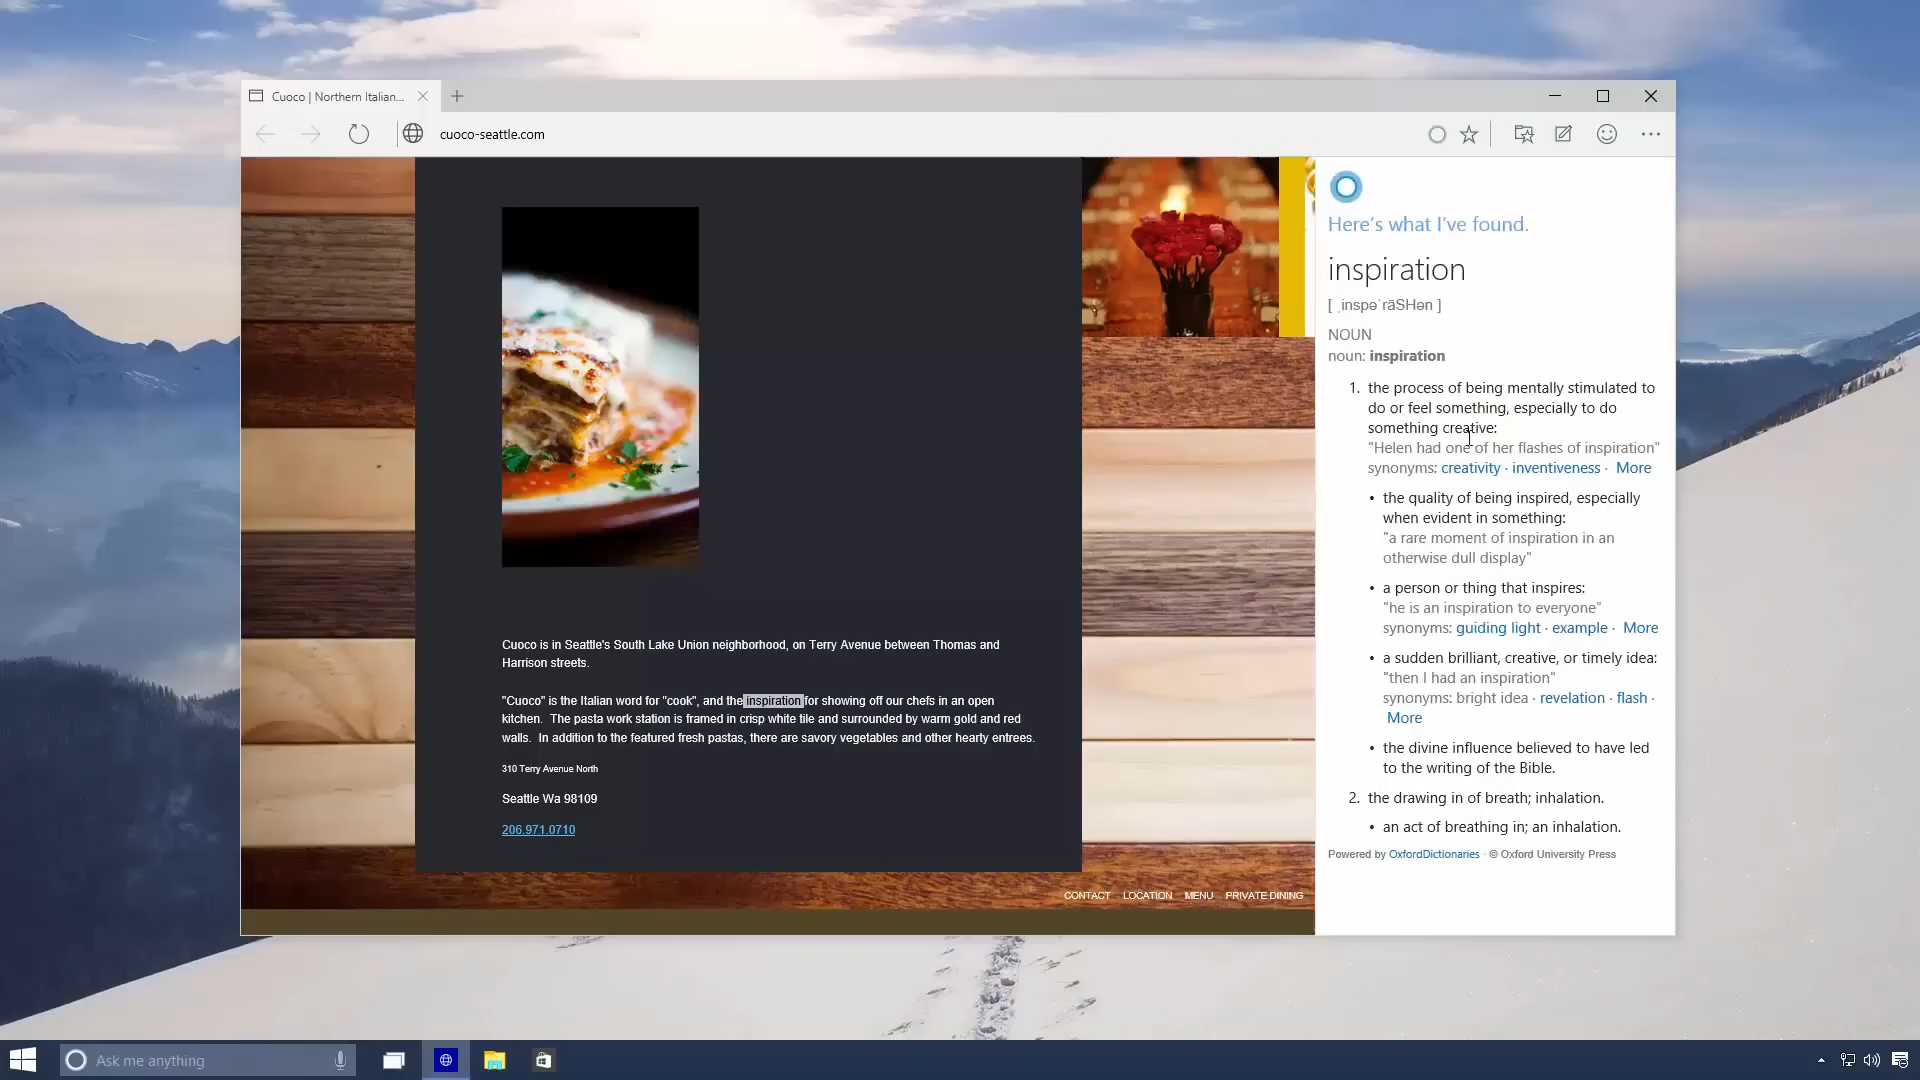 Cuoco | Northern Italian...
cuoco-seattle.com
Cuoco is in Seattle's South Lake Union neighborhood, on Terry Avenue between Thomas and
Harrison streets.
"Cuoco" is the Italian word for "cook", and the inspiration for showing off our chefs in an open
kitchen.  The pasta work station is framed in crisp white tile and surrounded by warm gold and red
walls.  In addition to the featured fresh pastas, there are savory vegetables and other hearty entrees.
310 Terry Avenue North
Seattle Wa 98109
206.971.0710
CONTACT LOCATION MENU PRIVATE DINING
Here's what I've found.
inspiration
[ ˌinspəˈrāSHən ]
NOUN
noun: inspiration
1. the process of being mentally stimulated to
do or feel something, especially to do
something creative:
"Helen had one of her flashes of inspiration"
synonyms: creativity · inventiveness · More
• the quality of being inspired, especially
when evident in something:
"a rare moment of inspiration in an
otherwise dull display"
• a person or thing that inspires:
"he is an inspiration to everyone"
synonyms: guiding light · example · More
• a sudden brilliant, creative, or timely idea:
"then I had an inspiration"
synonyms: bright idea · revelation · flash ·
More
• the divine influence believed to have led
to the writing of the Bible.
2. the drawing in of breath; inhalation.
• an act of breathing in; an inhalation.
Powered by OxfordDictionaries · © Oxford University Press
Ask me anything